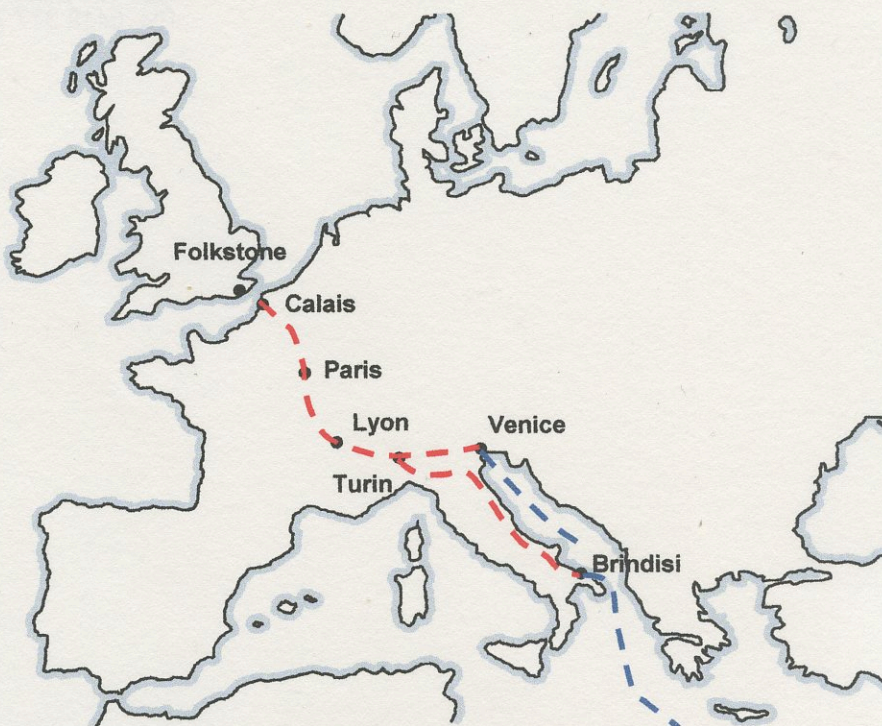 Folkstone
Calais
Paris
Lyon
Venice
Turin
Brindisi